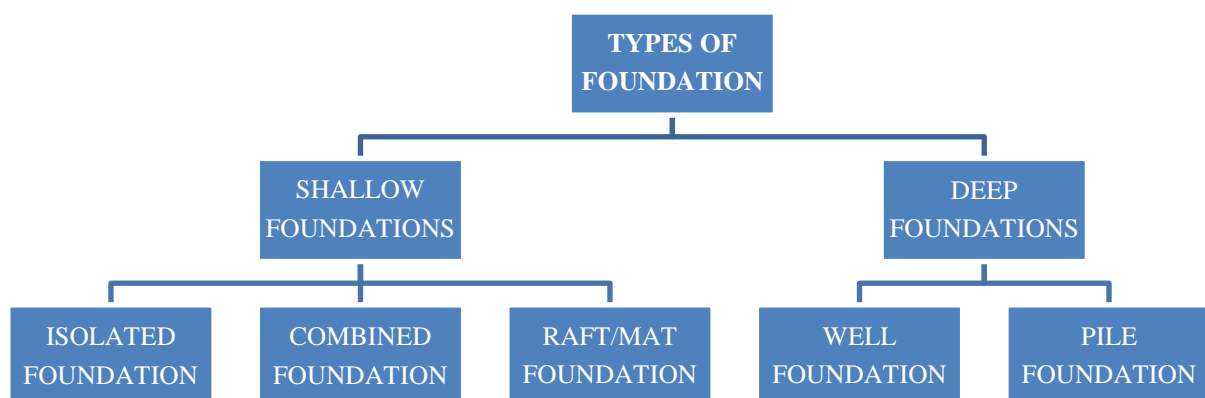 TYPES OF
FOUNDATION
SHALLOW
FOUNDATIONS
DEEP
FOUNDATIONS
ISOLATED
FOUNDATION
COMBINED
FOUNDATION
RAFT/MAT
FOUNDATION
WELL
FOUNDATION
PILE
FOUNDATION